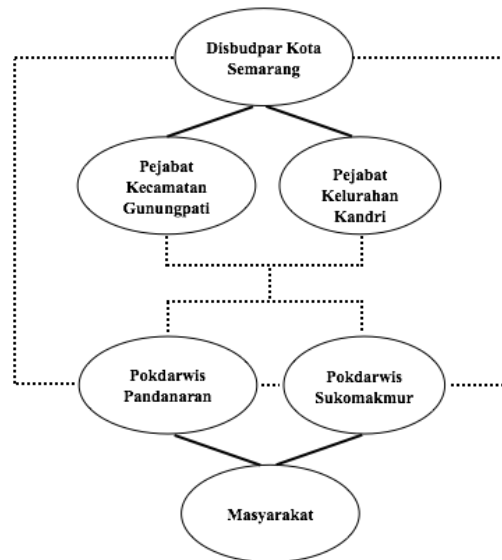 Disbudpar Kota
Semarang
Pejabat
Kecamatan
Gunungpati
Pejabat
Kelurahan
Kandri
Pokdarwis
Pandanaran
Pokdarwis
Sukomakmur
Masyarakat